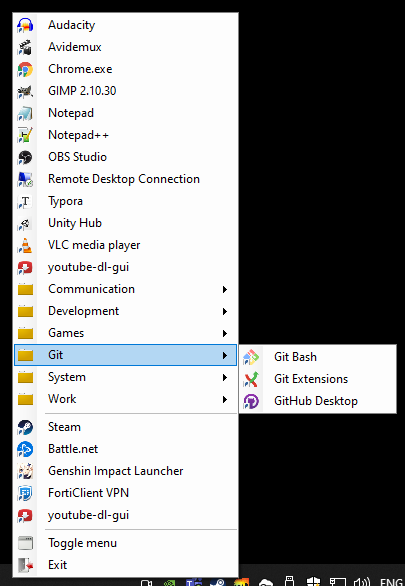 Audacity
Avidemux
Chrome.exe
GIMP 2.10.30
Notepad
Notepad++
OBS Studio
Remote Desktop Connection
Typora
Unity Hub
VLC media player
youtube-dl-gui
Communication
Development
Games
Git
Git Bash
Git Extensions
GitHub Desktop
System
Work
Steam
Battle.net
Genshin Impact Launcher
FortiClient VPN
youtube-dl-gui
Toggle menu
Exit
ENG